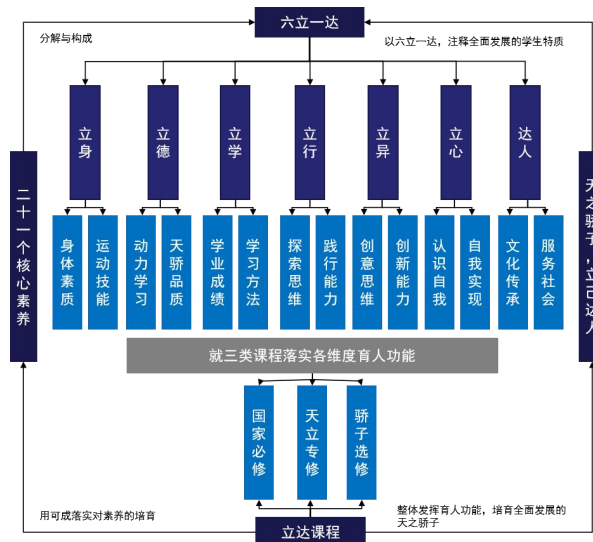 六立一达
分解与构成
以六立一达，注释全面发展的学生特质
立身
立德
立学
立行
立异
立心
达人
二十一个核心素养
天之骄子，立己达人
身体素质
运动技能
动力学习
天骄品质
学业成绩
学习方法
探索思维
践行能力
创意思维
创新能力
认识自我
自我实现
文化传承
服务社会
就三类课程落实各维度育人功能
国家必修
天立专修
骄子选修
用可成落实对素养的培育
整体发挥育人功能，培育全面发展的
天之骄子
立达课程